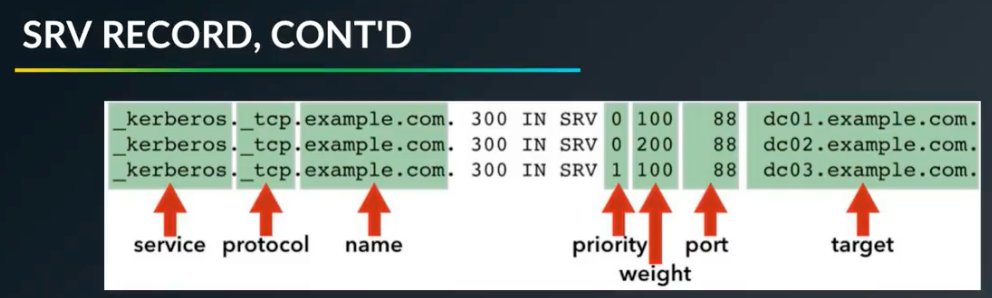 SRV RECORD, CONT'D
_kerberos._tcp.example.com. 300 IN SRV 0 100 88 dc01.example.com.
_kerberos._tcp.example.com. 300 IN SRV 0 200 88 dc02.example.com.
_kerberos._tcp.example.com. 300 IN SRV 1 100 88 dc03.example.com.
service protocol name priority port target
weight